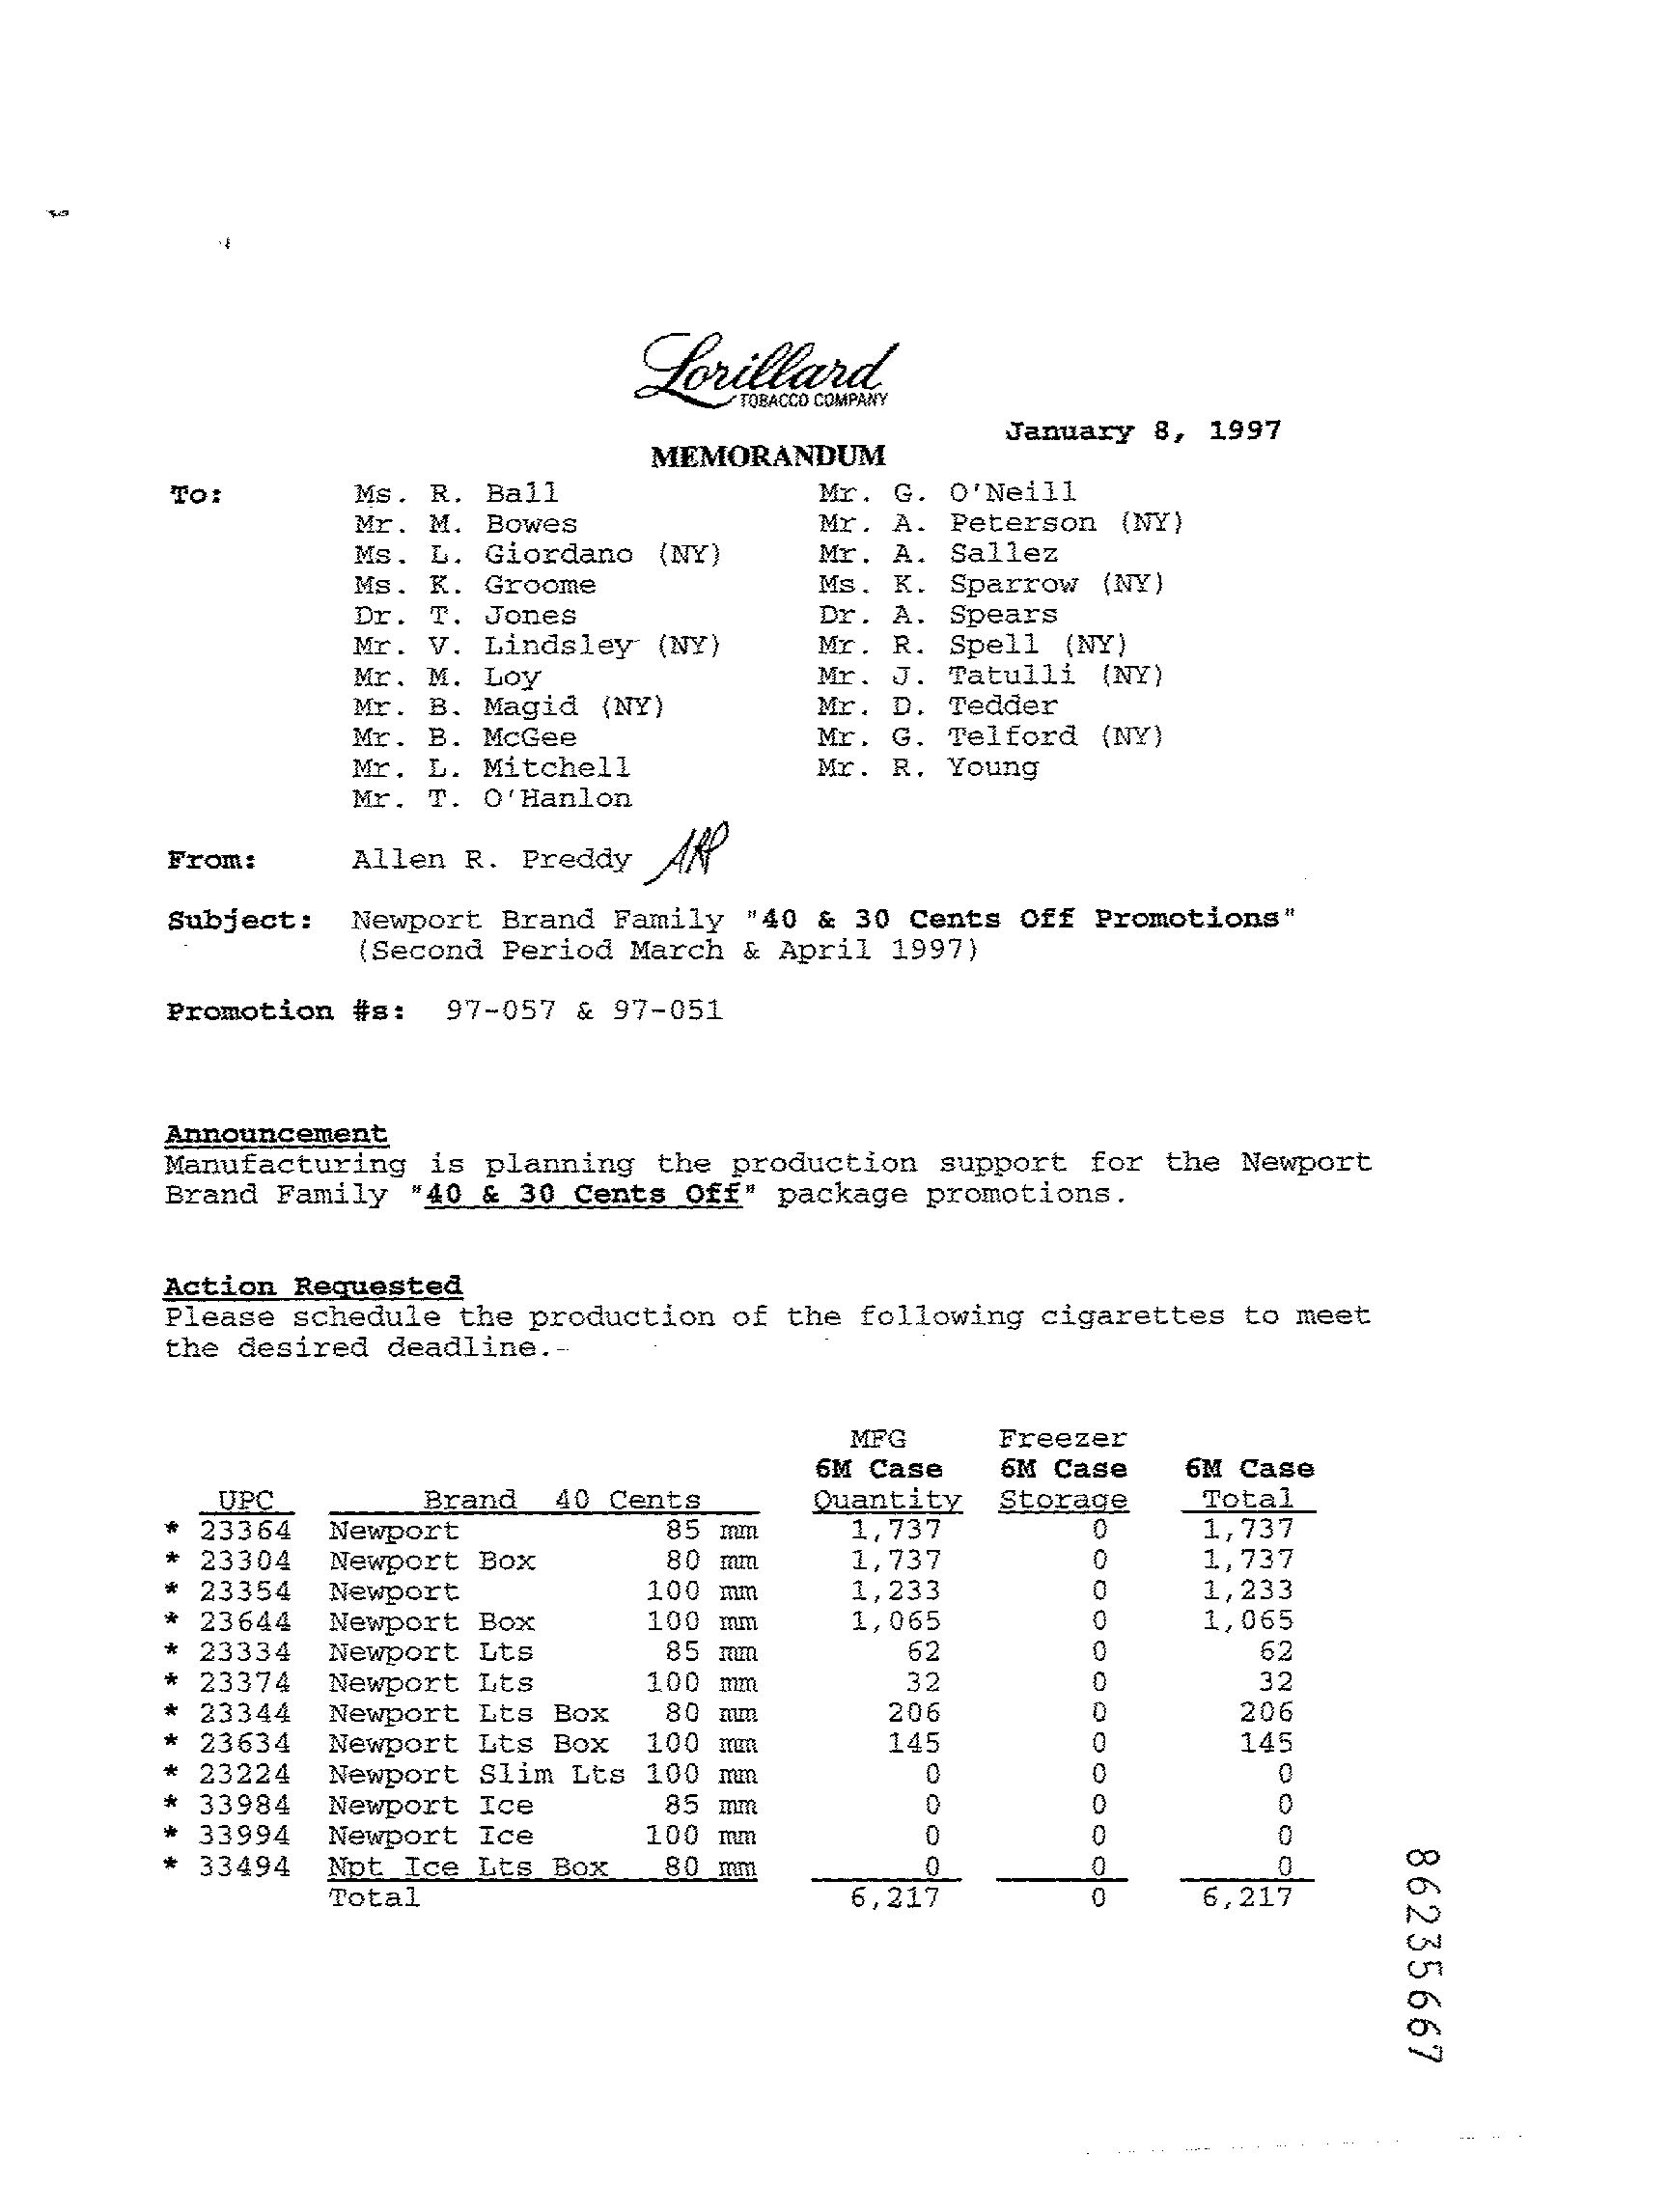 Lorillard
TOBACCO COMPANY
January 8, 1997
MEMORANDUM
To: Ms. R. Ball Mr. G. O'Neill
Mr. M. Bowes Mr. A. Peterson (NY)
Ms. L. Giordano (NY) Mr. A. Sallez
Ms. K. Groome Ms. K. Sparrow (NY)
Dr. T. Jones Dr. A. Spears
Mr. V. Lindsley (NY) Mr. R. Spell (NY)
Mr. M. Loy Mr. J. Tatulli (NY)
Mr. B. Magid (NY) Mr. D. Tedder
Mr. B. McGee Mr. G. Telford (NY)
Mr. L. Mitchell Mr. R. Young
Mr. T. O'Hanlon
From: Allen R. Preddy ARP
Subject: Newport Brand Family "40 & 30 Cents Off Promotions"
(Second Period March & April 1997)
Promotion #s: 97-057 & 97-051
Announcement
Manufacturing is planning the production support for the Newport
Brand Family "40 & 30 Cents Off" package promotions.
Action Requested
Please schedule the production of the following cigarettes to meet
the desired deadline.
MFG Freezer
6M Case 6M Case 6M Case
UPC Brand 40 Cents Quantity Storage Total
* 23364 Newport 85 mm 1,737 0 1,737
* 23304 Newport Box 80 mm 1,737 0 1,737
* 23354 Newport 100 mm 1,233 0 1,233
* 23644 Newport Box 100 mm 1,065 0 1,065
* 23334 Newport Lts 85 mm 62 0 62
* 23374 Newport Lts 100 mm 32 0 32
* 23344 Newport Lts Box 80 mm 206 0 206
* 23634 Newport Lts Box 100 mm 145 0 145
* 23224 Newport Slim Lts 100 mm 0 0 0
* 33984 Newport Ice 85 mm 0 0 0
* 33994 Newport Ice 100 mm 0 0 0
* 33494 Npt Ice Lts Box 80 mm 0 0 0
Total 6,217 0 6,217
86235667